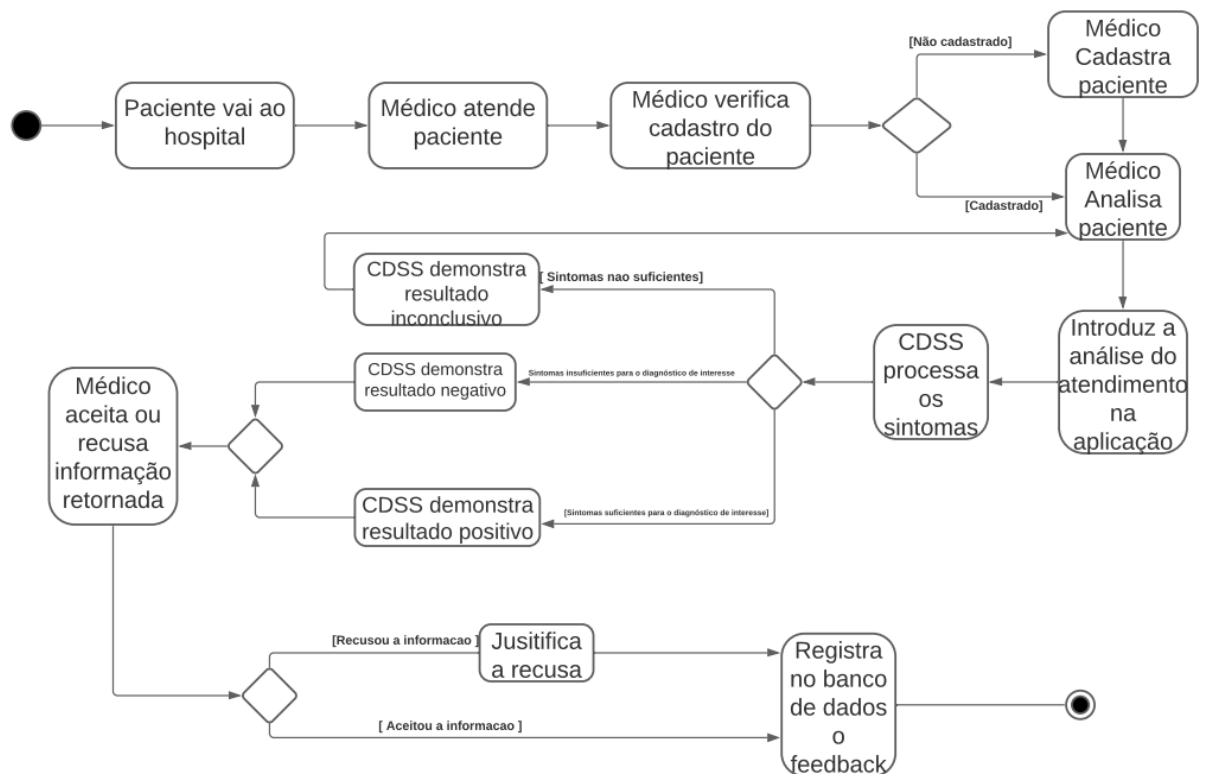 Paciente vai ao
hospital
Médico atende
paciente
Médico verifica
cadastro do
paciente
[Não cadastrado]
Médico
Cadastra
paciente
[Cadastrado]
Médico
Analisa
paciente
Introduz a
análise do
atendimento
na
aplicação
CDSS
processa
os
sintomas
[ Sintomas nao suficientes]
CDSS demonstra
resultado
inconclusivo
Sintomas insuficientes para o diagnóstico de interesse
CDSS demonstra
resultado negativo
[Sintomas suficientes para o diagnóstico de interesse]
CDSS demonstra
resultado positivo
Médico
aceita ou
recusa
informação
retornada
[Recusou a informacao ]
Jusitifica
a recusa
[ Aceitou a informacao ]
Registra
no banco
de dados
o
feedback